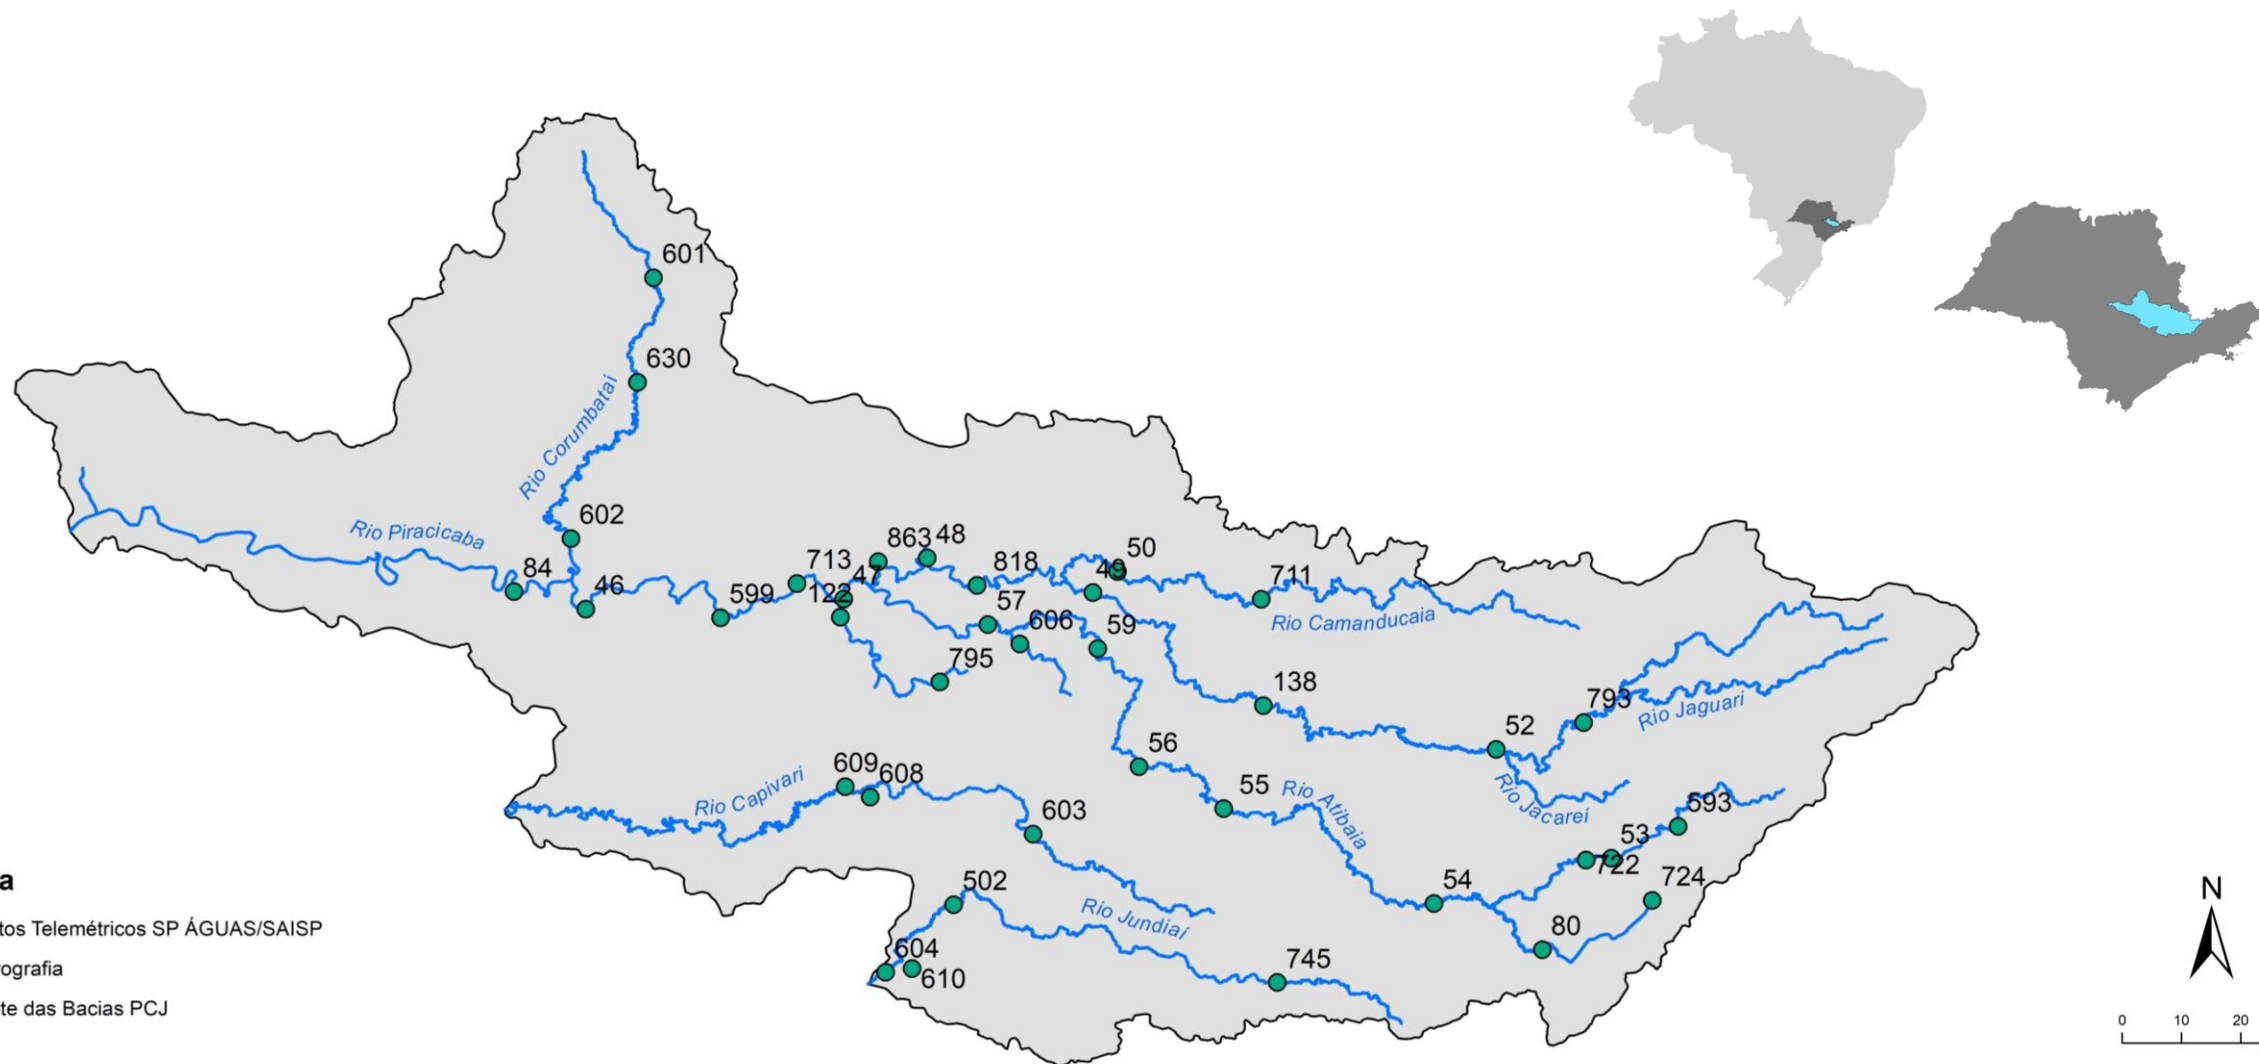 601
630
Rio Corumbataí
602
Rio Piracicaba
84
46
599
713
122
47
863
48
818
50
49
711
57
606
59
Rio Camanducaia
795
138
793
Rio Jaguari
52
56
55
Rio Atibaia
Rio Jacareí
593
53
722
724
609
608
Rio Capivari
603
54
80
502
Rio Jundiaí
604
610
745
a
tos Telemétricos SP ÁGUAS/SAISP
rografia
te das Bacias PCJ
N
0 10 20